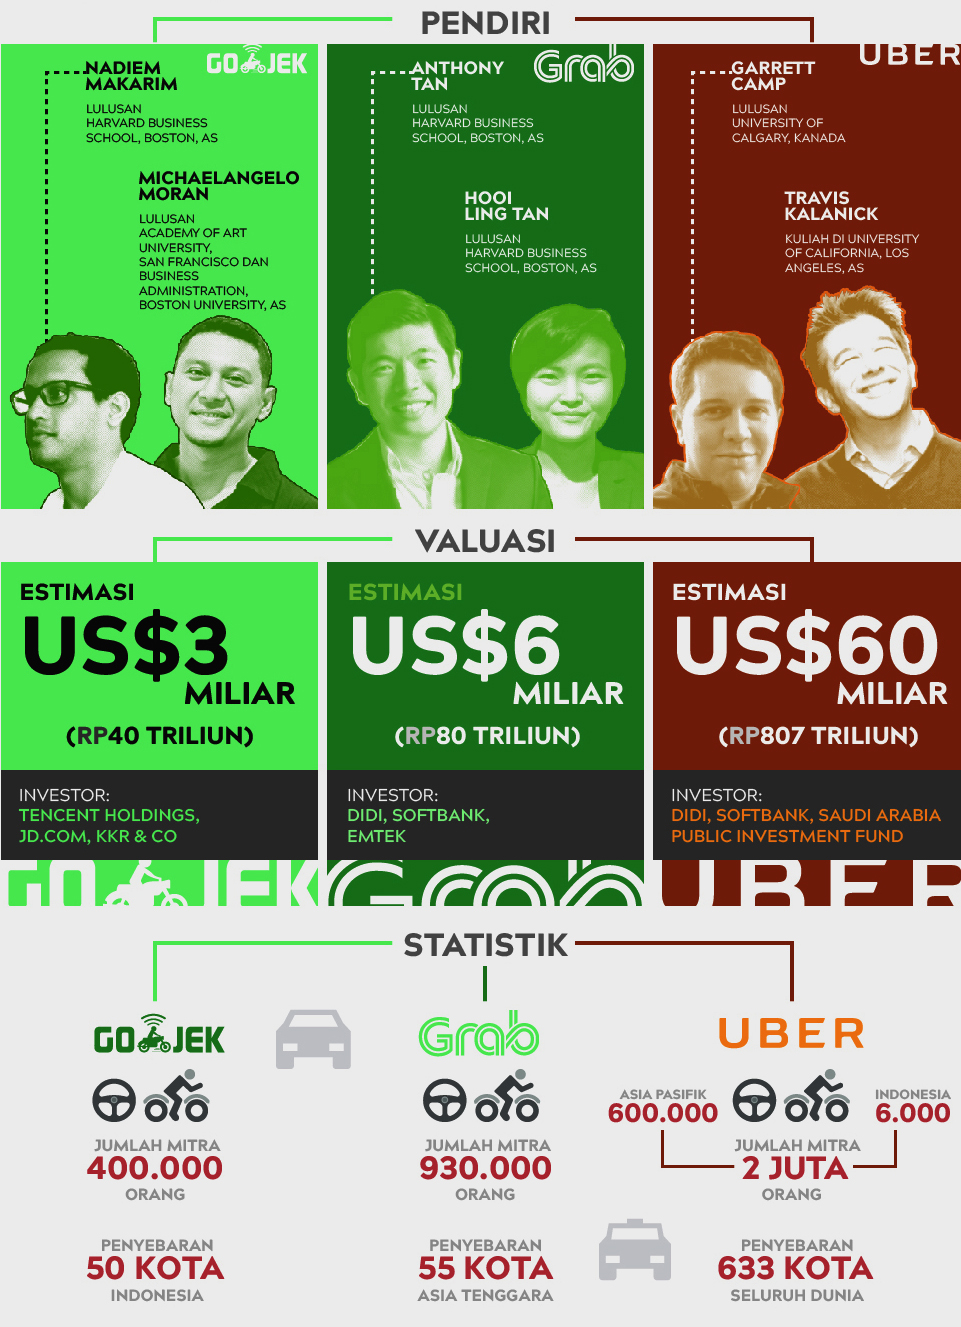 PENDIRI
GO JEK
NADIEM
MAKARIM
LULUSAN
HARVARD BUSINESS
SCHOOL, BOSTON, AS
MICHAELANGELO
MORAN
LULUSAN
ACADEMY OF ART
UNIVERSITY,
SAN FRANCISCO DAN
BUSINESS
ADMINISTRATION,
BOSTON UNIVERSITY, AS
Grab
ANTHONY
TAN
LULUSAN
HARVARD BUSINESS
SCHOOL, BOSTON, AS
HOOI
LING TAN
LULUSAN
HARVARD BUSINESS
SCHOOL, BOSTON, AS
UBER
GARRETT
CAMP
LULUSAN
UNIVERSITY OF
CALGARY, KANADA
TRAVIS
KALANICK
KULIAH DI UNIVERSITY
OF CALIFORNIA, LOS
ANGELES, AS
VALUASI
ESTIMASI
US$3
MILIAR
(RP40 TRILIUN)
INVESTOR:
TENCENT HOLDINGS,
JD.COM, KKR & CO
GO JEK
ESTIMASI
US$6
MILIAR
(RP80 TRILIUN)
INVESTOR:
DIDI, SOFTBANK,
EMTEK
Grab
ESTIMASI
US$60
MILIAR
(RP807 TRILIUN)
INVESTOR:
DIDI, SOFTBANK, SAUDI ARABIA
PUBLIC INVESTMENT FUND
UBER
STATISTIK
GO JEK
JUMLAH MITRA
400.000
ORANG
PENYEBARAN
50 KOTA
INDONESIA
Grab
JUMLAH MITRA
930.000
ORANG
PENYEBARAN
55 KOTA
ASIA TENGGARA
UBER
ASIA PASIFIK
600.000
INDONESIA
6.000
JUMLAH MITRA
2 JUTA
ORANG
PENYEBARAN
633 KOTA
SELURUH DUNIA